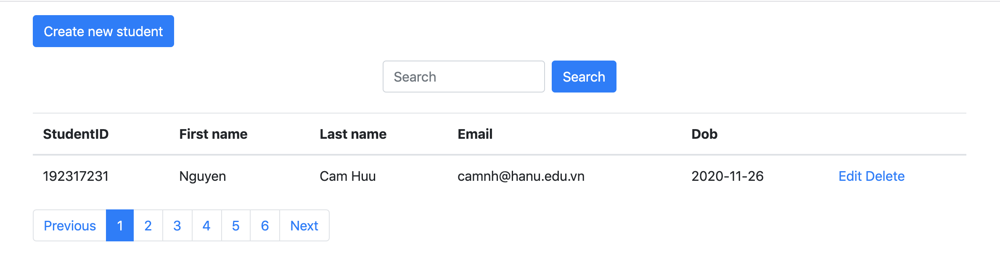 Create new student
Search Search
StudentID First name Last name Email Dob
192317231 Nguyen Cam Huu camnh@hanu.edu.vn 2020-11-26 Edit Delete
Previous 1 2 3 4 5 6 Next